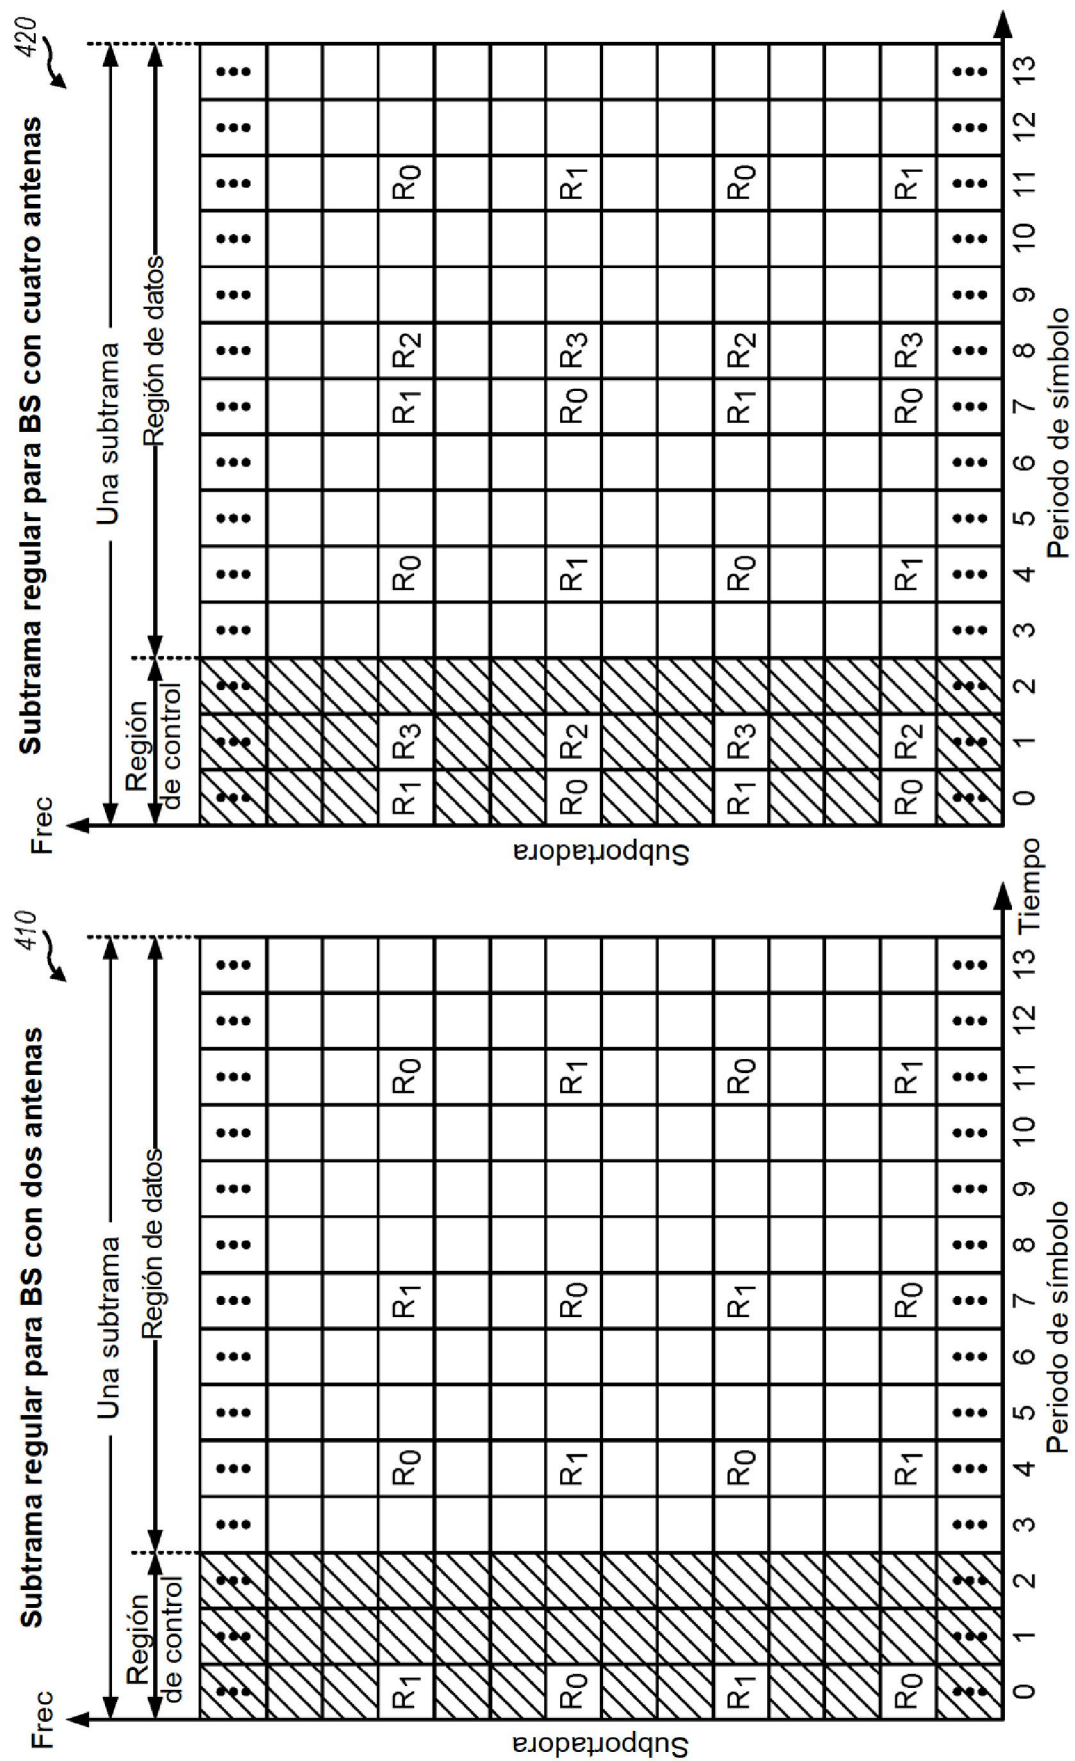 Subtrama regular para BS con dos antenas
410
Frec
Una subtrama
Región
de control
Región de datos
••• ••• ••• ••• ••• ••• ••• ••• ••• ••• ••• ••• ••• •••
R1 R0 R1 R0
R0 R1 R0 R1
R1 R0 R1 R0
R0 R1 R0 R1
••• ••• ••• ••• ••• ••• ••• ••• ••• ••• ••• ••• ••• •••
Subportadora
0 1 2 3 4 5 6 7 8 9 10 11 12 13
Tiempo
Periodo de símbolo
Subtrama regular para BS con cuatro antenas
420
Frec
Una subtrama
Región
de control
Región de datos
••• ••• ••• ••• ••• ••• ••• ••• ••• ••• ••• ••• ••• •••
R1 R3 R0 R1 R2 R0
R0 R2 R1 R0 R3 R1
R1 R3 R0 R1 R2 R0
R0 R2 R1 R0 R3 R1
••• ••• ••• ••• ••• ••• ••• ••• ••• ••• ••• ••• ••• •••
Subportadora
0 1 2 3 4 5 6 7 8 9 10 11 12 13
Periodo de símbolo